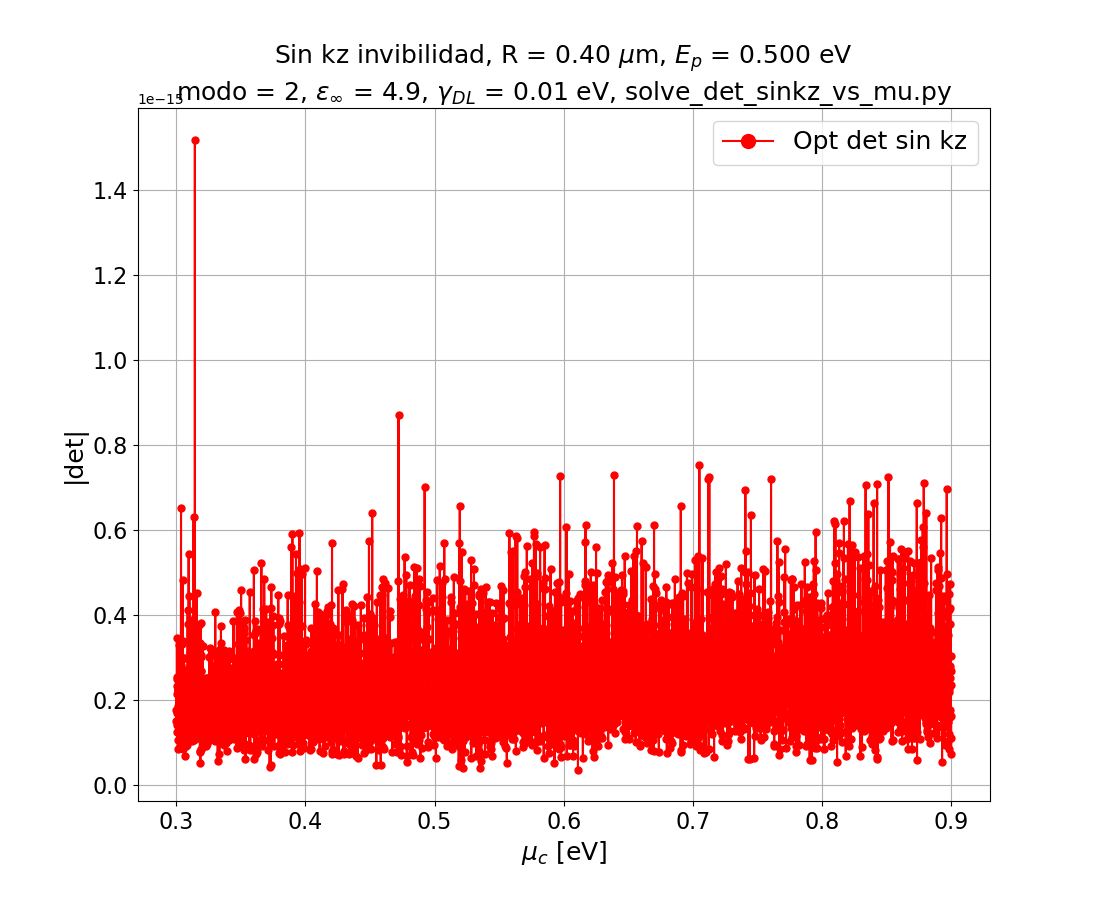 Sin kz invibilidad, R = 0.40 μm, E_p = 0.500 eV
modo = 2, ε_∞ = 4.9, γ_DL = 0.01 eV, solve_det_sinkz_vs_mu.py
1e−15
Opt det sin kz
1.4
1.2
1.0
0.8
0.6
0.4
0.2
0.0
|det|
0.3 0.4 0.5 0.6 0.7 0.8 0.9
μ_c [eV]